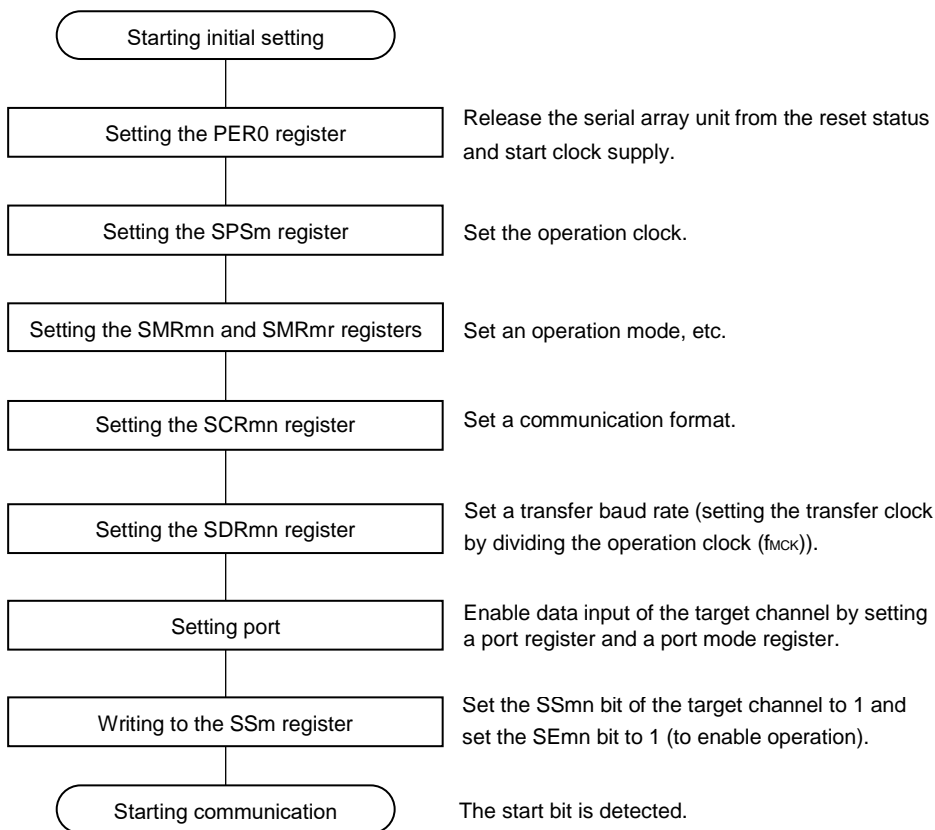 Starting initial setting
Setting the PER0 register
Release the serial array unit from the reset status
and start clock supply.
Setting the SPSm register
Set the operation clock.
Setting the SMRmn and SMRmr registers
Set an operation mode, etc.
Setting the SCRmn register
Set a communication format.
Setting the SDRmn register
Set a transfer baud rate (setting the transfer clock
by dividing the operation clock (fMCK)).
Setting port
Enable data input of the target channel by setting
a port register and a port mode register.
Writing to the SSm register
Set the SSmn bit of the target channel to 1 and
set the SEmn bit to 1 (to enable operation).
Starting communication
The start bit is detected.